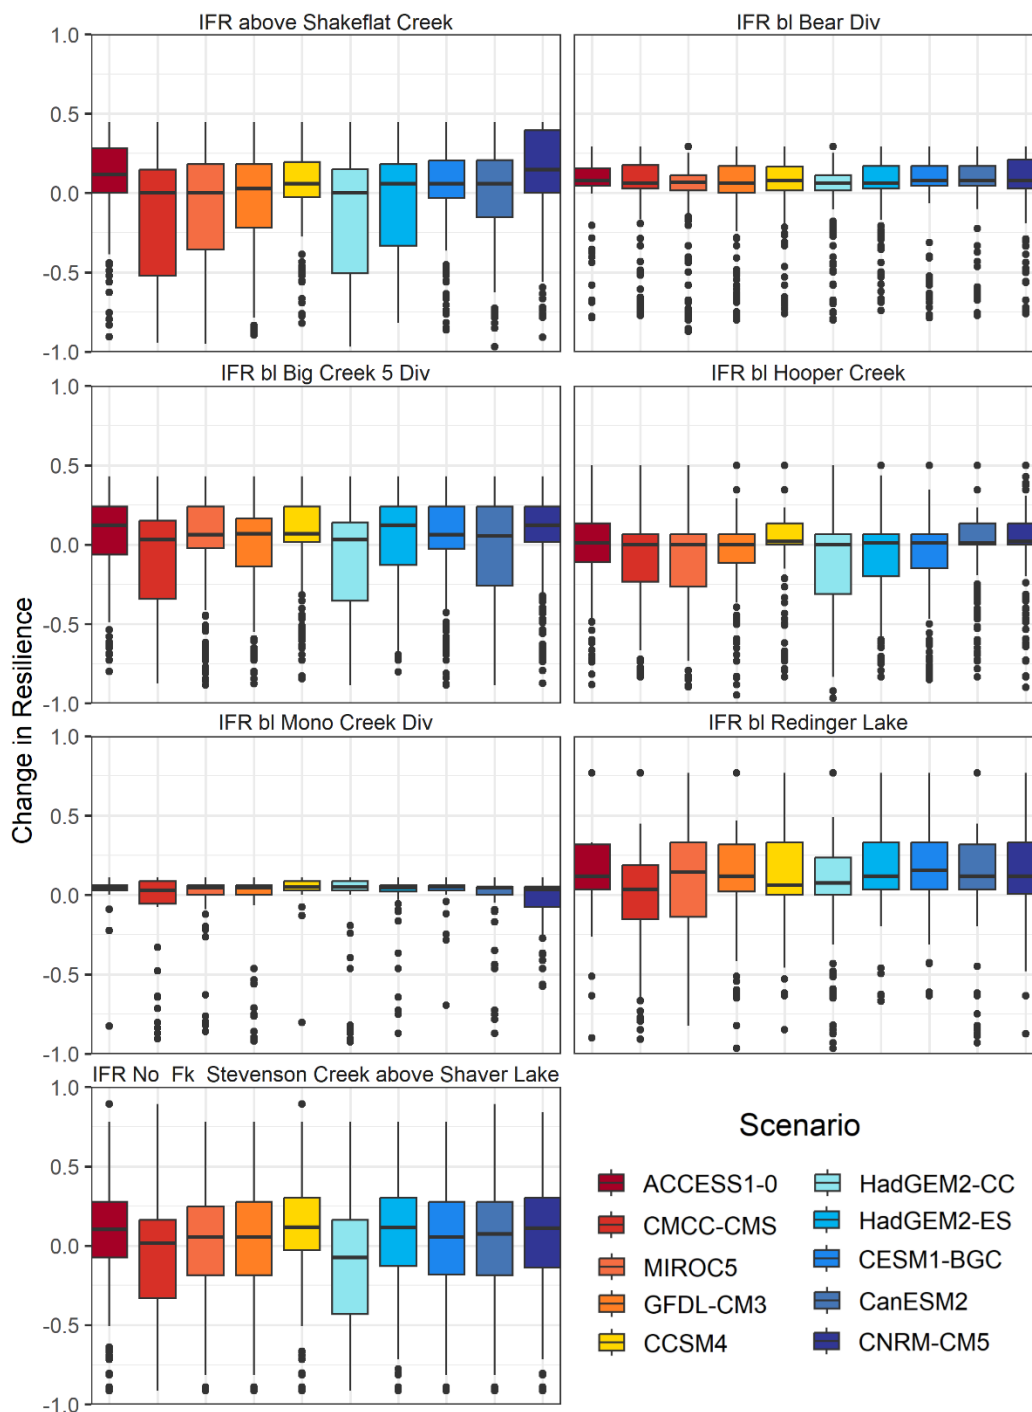 IFR above Shakeflat Creek
IFR bl Bear Div
1.0
0.5
0.0
-0.5
-1.0
IFR bl Big Creek 5 Div
IFR bl Hooper Creek
1.0
0.5
0.0
-0.5
-1.0
Change in Resilience
IFR bl Mono Creek Div
IFR bl Redinger Lake
1.0
0.5
0.0
-0.5
-1.0
IFR No Fk Stevenson Creek above Shaver Lake
1.0
0.5
0.0
-0.5
-1.0
Scenario
ACCESS1-0
CMCC-CMS
MIROC5
GFDL-CM3
CCSM4
HadGEM2-CC
HadGEM2-ES
CESM1-BGC
CanESM2
CNRM-CM5